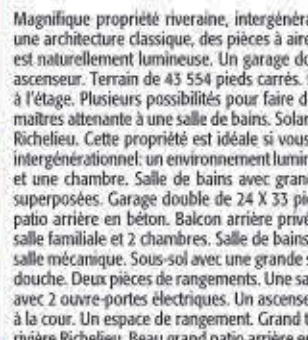 Magnifique propriété riveraine, intergénéra
une architecture classique, des pièces à aire
est naturellement lumineuse. Un garage do
ascenseur. Terrain de 43 554 pieds carrés.
à l'étage. Plusieurs possibilités pour faire d
maîtres attenante à une salle de bains. Solar
Richelieu. Cette propriété est idéale si vous
intergénérationnel: un environnement lumir
et une chambre. Salle de bains avec grand
superposées. Garage double de 24 X 33 pie
patio arrière en béton. Balcon arrière privé
salle familiale et 2 chambres. Salle de bains
salle mécanique. Sous-sol avec une grande s
douche. Deux pièces de rangements. Une sa
avec 2 ouvre-portes électriques. Un ascense
à la cour. Un espace de rangement. Grand t
rivière Richelieu. Beau grand patio arrière en